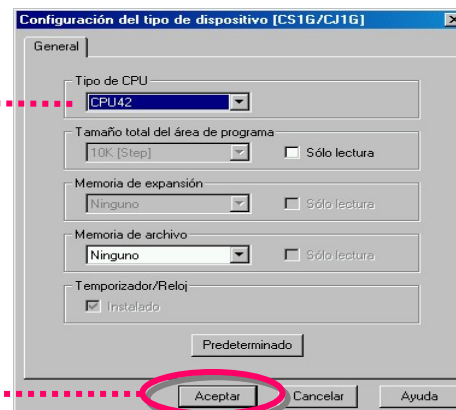 Configuración del tipo de dispositivo [CS1G/CJ1G]
General
Tipo de CPU
CPU42
Tamaño total del área de programa
10K [Step]
Sólo lectura
Memoria de expansión
Ninguno
Sólo lectura
Memoria de archivo
Ninguno
Sólo lectura
Temporizador/Reloj
Instalado
Predeterminado
Aceptar
Cancelar
Ayuda